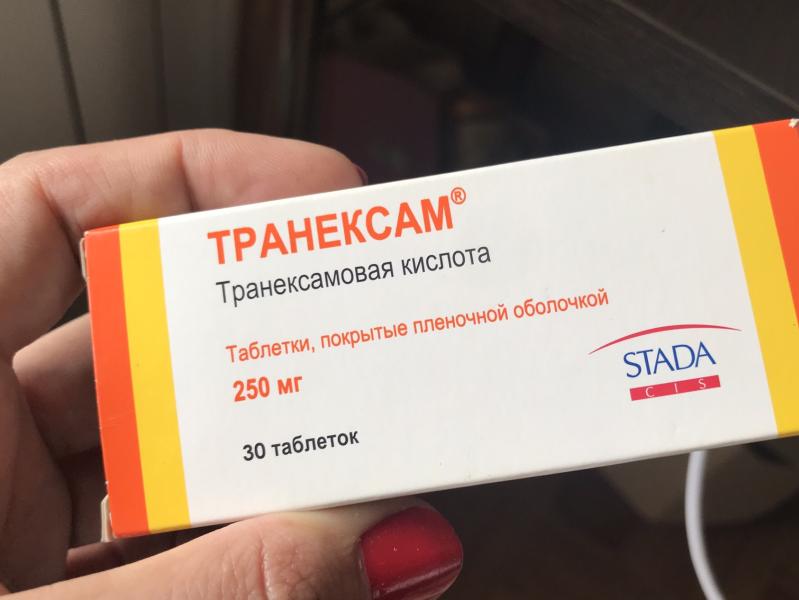 ТРАНЕКСАМ®
Транексамовая кислота
Таблетки, покрытые пленочной оболочкой
250 мг
30 таблеток
STADA
CIS